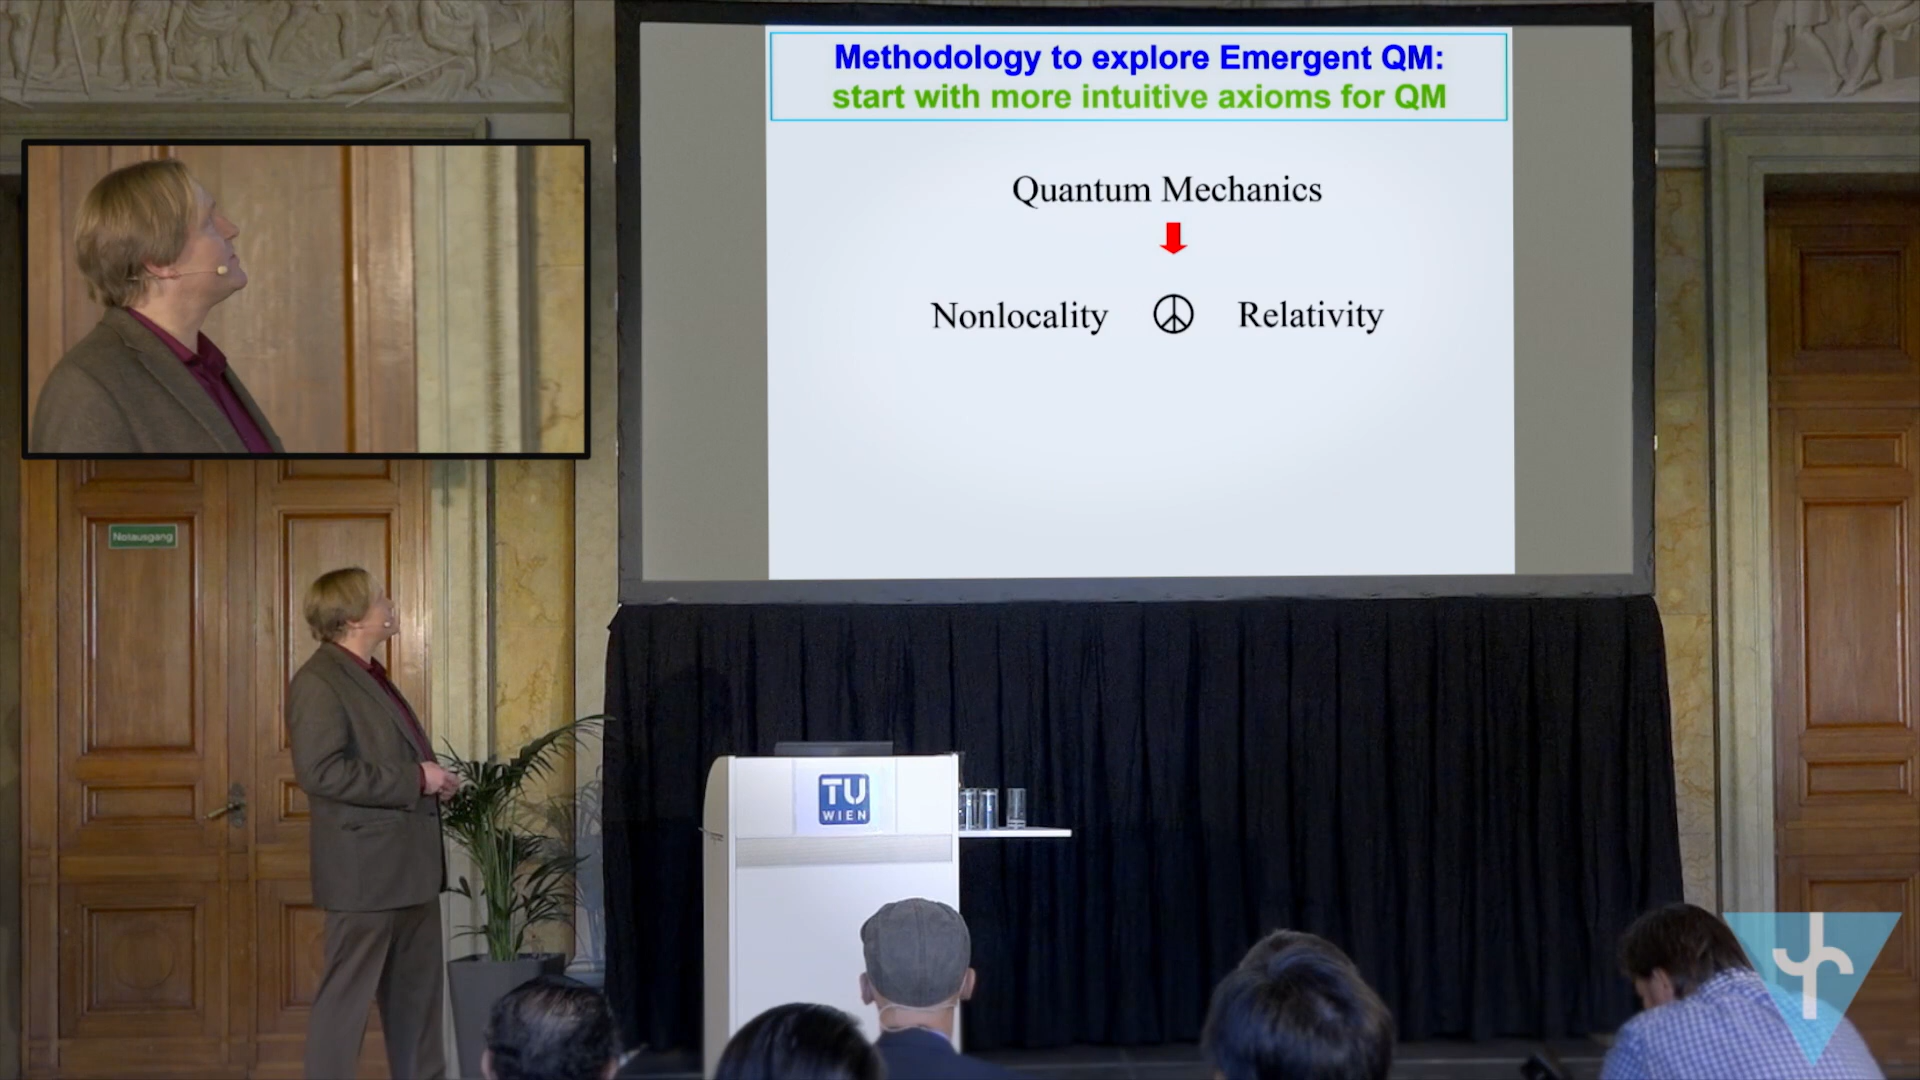 Methodology to explore Emergent QM:
start with more intuitive axioms for QM
Quantum Mechanics
Nonlocality
Relativity
Notausgang
TU
WIEN